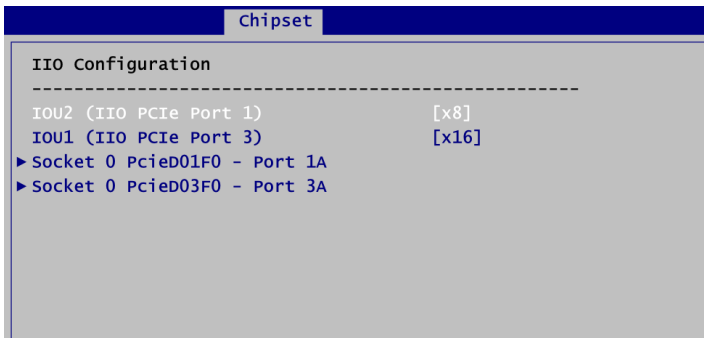 Chipset
IIO Configuration
----------------------------------------------------
IOU2 (IIO PCIe Port 1) [x8]
IOU1 (IIO PCIe Port 3) [x16]
►Socket 0 PcieD01F0 - Port 1A
►Socket 0 PcieD03F0 - Port 3A